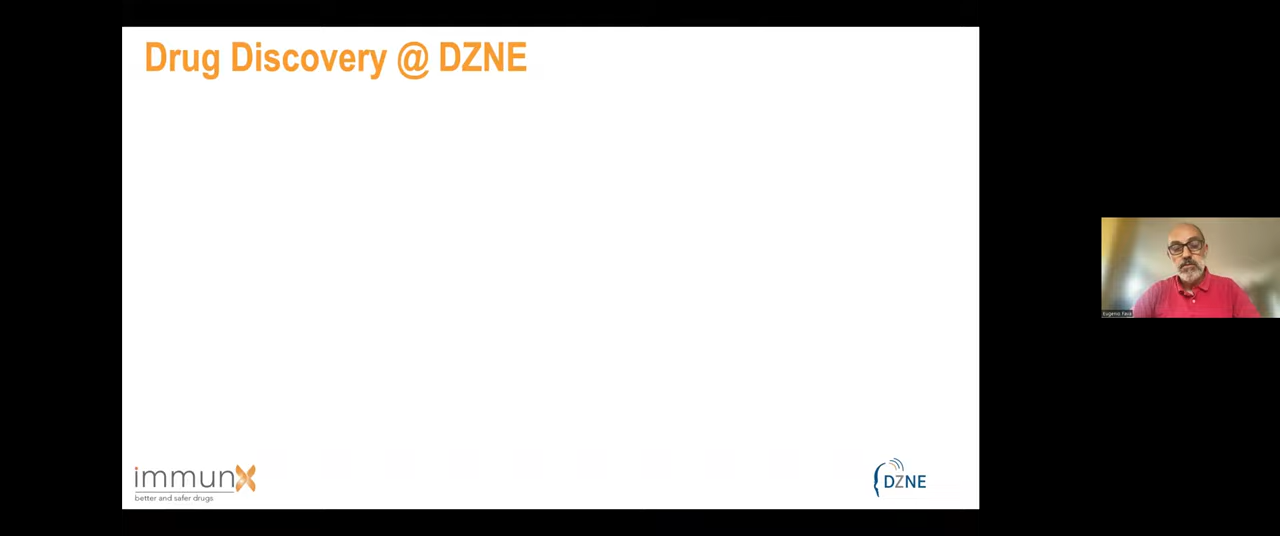 Drug Discovery @ DZNE
immunX
better and safer drugs
DZNE